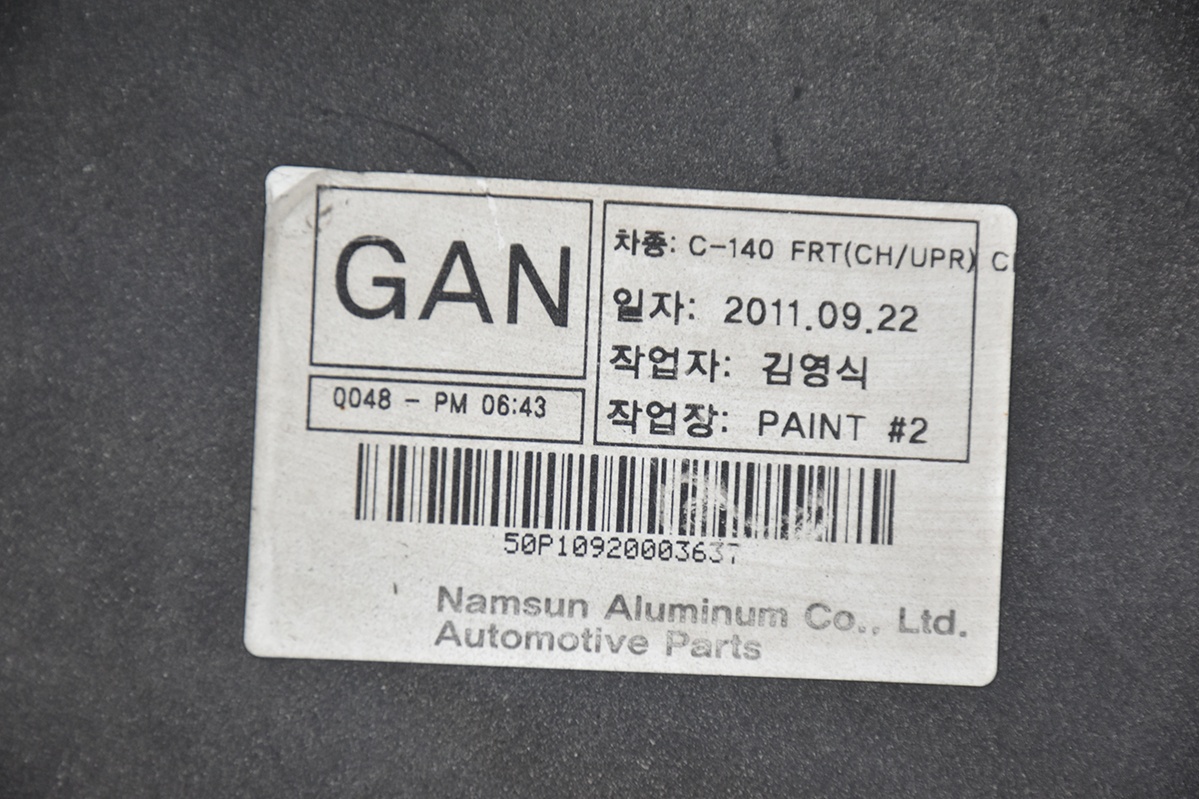 GAN
Q048 - PM 06:43
차종: C-140 FRT(CH/UPR)
일자: 2011.09.22
작업자: 김영식
작업장: PAINT #2
50P10920003637
Namsun Aluminum Co., Ltd.
Automotive Parts